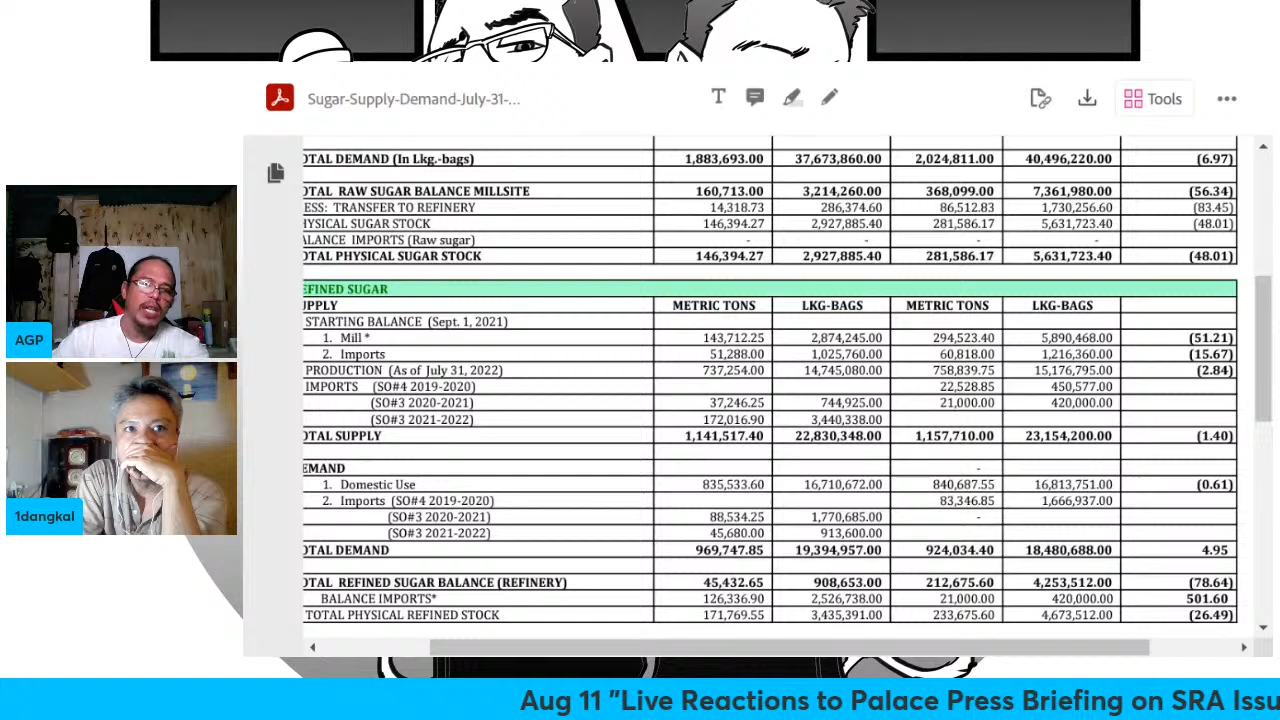 Sugar-Supply-Demand-July-31-...
T
Tools
OTAL DEMAND (In Lkg.-bags) 1,883,693.00 37,673,860.00 2,024,811.00 40,496,220.00 (6.97)
OTAL RAW SUGAR BALANCE MILLSITE 160,713.00 3,214,260.00 368,099.00 7,361,980.00 (56.34)
ESS: TRANSFER TO REFINERY 14,318.73 286,374.60 86,512.83 1,730,256.60 (83.45)
HYSICAL SUGAR STOCK 146,394.27 2,927,885.40 281,586.17 5,631,723.40 (48.01)
ALANCE IMPORTS (Raw sugar) - - - -
OTAL PHYSICAL SUGAR STOCK 146,394.27 2,927,885.40 281,586.17 5,631,723.40 (48.01)
EFINED SUGAR
UPPLY METRIC TONS LKG-BAGS METRIC TONS LKG-BAGS
STARTING BALANCE (Sept. 1, 2021)
1. Mill * 143,712.25 2,874,245.00 294,523.40 5,890,468.00 (51.21)
2. Imports 51,288.00 1,025,760.00 60,818.00 1,216,360.00 (15.67)
PRODUCTION (As of July 31, 2022) 737,254.00 14,745,080.00 758,839.75 15,176,795.00 (2.84)
IMPORTS (SO#4 2019-2020) 22,528.85 450,577.00
(SO#3 2020-2021) 37,246.25 744,925.00 21,000.00 420,000.00
(SO#3 2021-2022) 172,016.90 3,440,338.00
OTAL SUPPLY 1,141,517.40 22,830,348.00 1,157,710.00 23,154,200.00 (1.40)
EMAND -
1. Domestic Use 835,533.60 16,710,672.00 840,687.55 16,813,751.00 (0.61)
2. Imports (SO#4 2019-2020) 83,346.85 1,666,937.00
(SO#3 2020-2021) 88,534.25 1,770,685.00 -
(SO#3 2021-2022) 45,680.00 913,600.00
OTAL DEMAND 969,747.85 19,394,957.00 924,034.40 18,480,688.00 4.95
OTAL REFINED SUGAR BALANCE (REFINERY) 45,432.65 908,653.00 212,675.60 4,253,512.00 (78.64)
BALANCE IMPORTS* 126,336.90 2,526,738.00 21,000.00 420,000.00 501.60
TOTAL PHYSICAL REFINED STOCK 171,769.55 3,435,391.00 233,675.60 4,673,512.00 (26.49)
AGP
1dangkal
Aug 11 "Live Reactions to Palace Press Briefing on SRA Issu